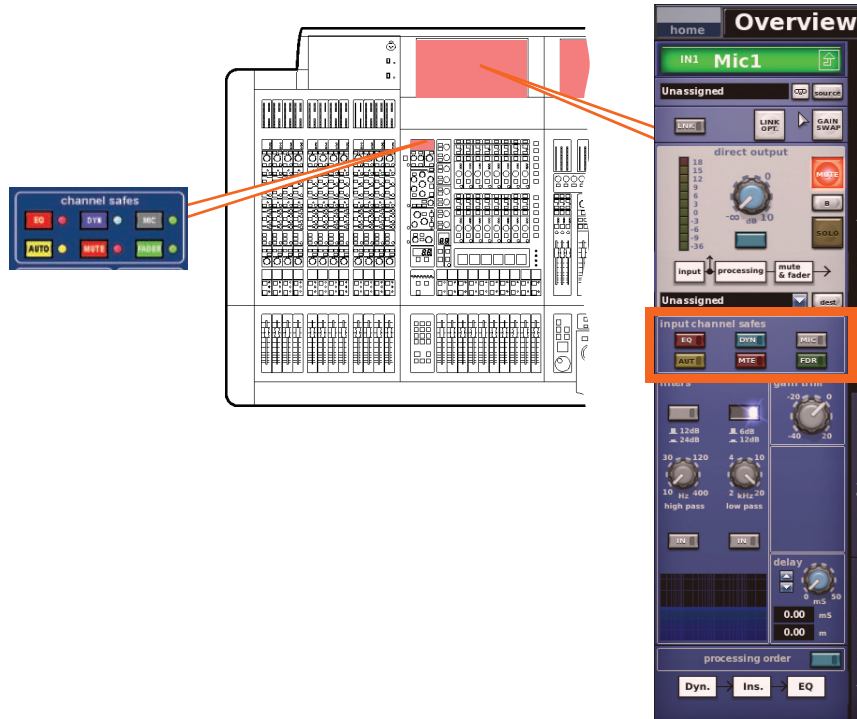 home
Overview
IN1 Mic1
Unassigned
source
LNK
LINK OPT.
GAIN SWAP
direct output
18
15
12
9
6
3
0
-3
-6
-9
-36
0
-∞ dB 10
MUTE
B
SOLO
input
processing
mute & fader
Unassigned
dest
input channel safes
EQ DYN MIC
AUT MTE FDR
channel safes
EQ DYN MIC
AUTO MUTE FADER
filters
gain trim
12dB
24dB
6dB
12dB
-20 0
-40 20
30 120
10 Hz 400
high pass
4 10
2 kHz 20
low pass
IN
IN
delay
0 mS 50
0.00 mS
0.00 m
processing order
Dyn. Ins. EQ